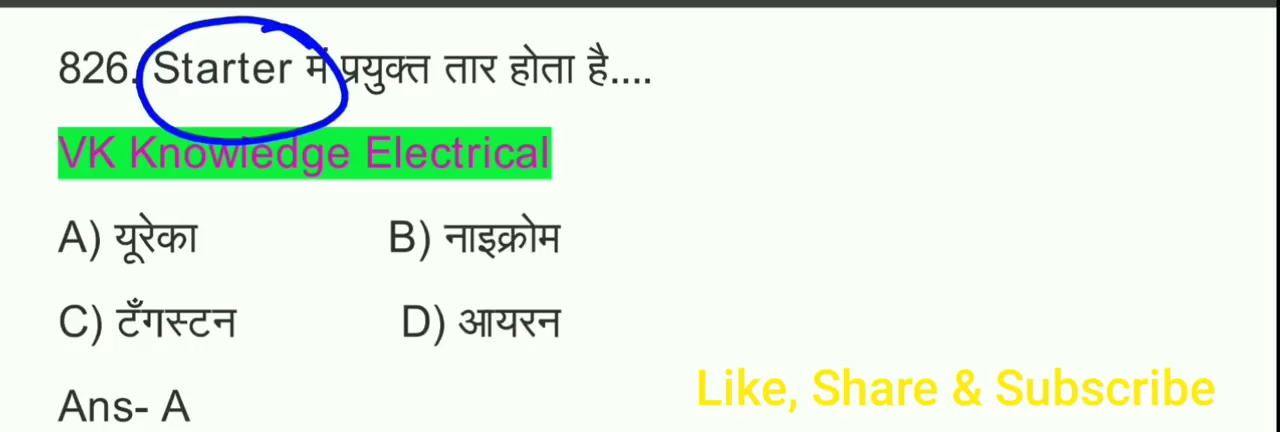 826. Starter में प्रयुक्त तार होता है....
VK Knowledge Electrical
A) यूरेका B) नाइक्रोम
C) टँगस्टन D) आयरन
Ans- A
Like, Share & Subscribe